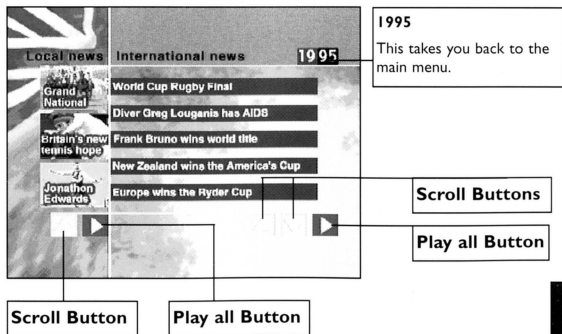 1995
This takes you back to the
main menu.
Local news International news 1995
Grand
National
World Cup Rugby Final
Diver Greg Louganis has AIDS
Britain's new
tennis hope
Frank Bruno wins world title
New Zealand wins the America's Cup
Jonathon
Edwards
Europe wins the Ryder Cup
Scroll Buttons
Play all Button
Scroll Button
Play all Button